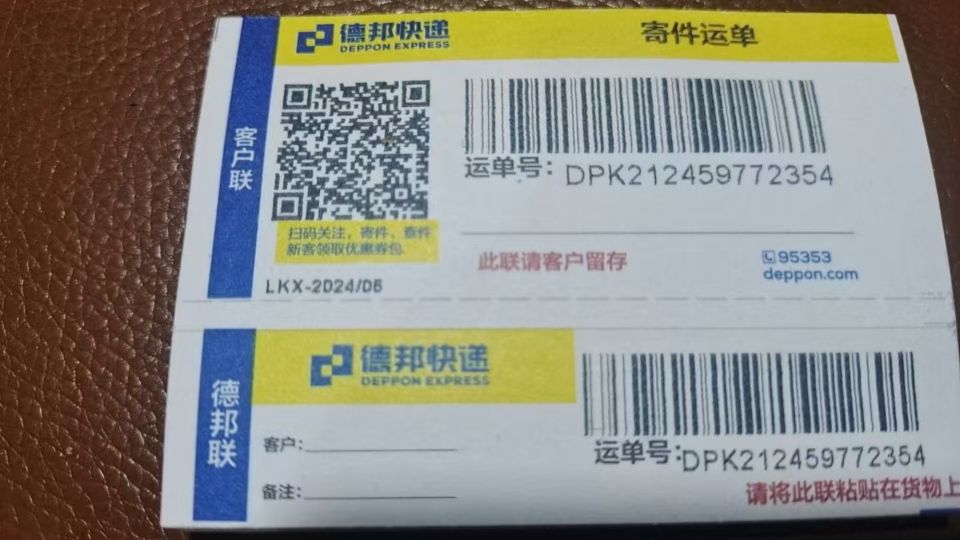 德邦快递
DEPPON EXPRESS
寄件运单
客户联
运单号: DPK212459772354
扫码关注,寄件、查件
新客领取优惠券包
此联请客户留存
95353
deppon.com
LKX-2024/06
德邦联
德邦快递
DEPPON EXPRESS
客户:
备注:
运单号:DPK212459772354
请将此联粘贴在货物上